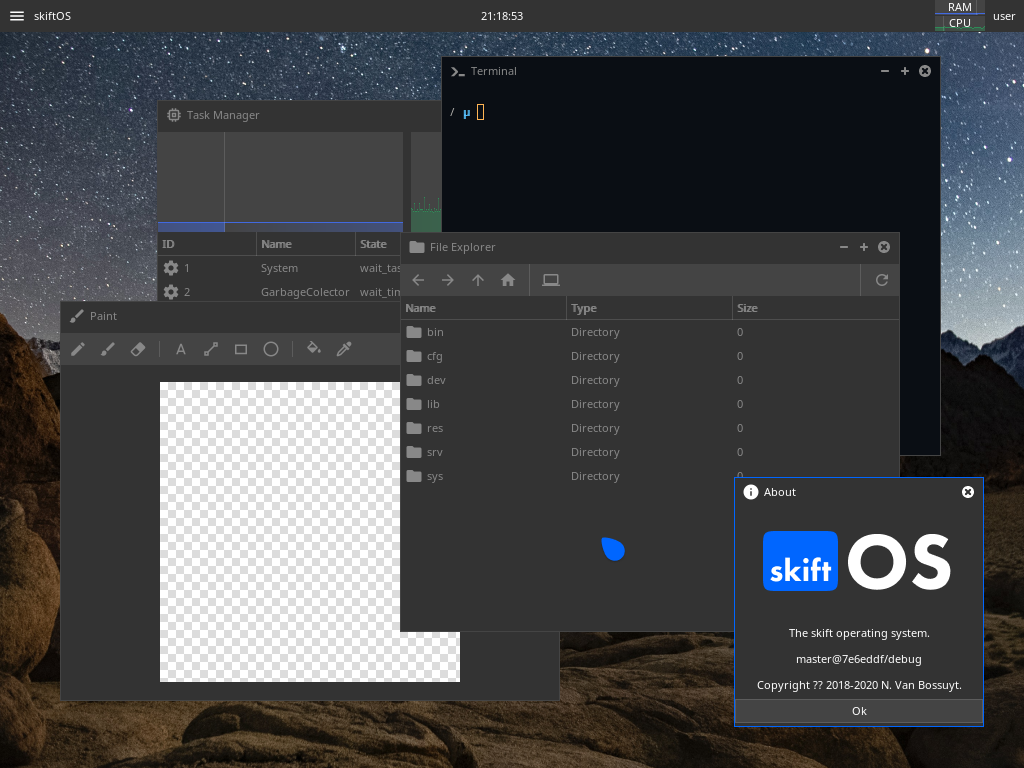 skiftOS 21:18:53 RAM user
CPU
Terminal
/ µ
Task Manager
ID Name State
1 System wait_tas
2 GarbageColector wait_tim
File Explorer
Name Type Size
bin Directory 0
cfg Directory 0
dev Directory 0
lib Directory 0
res Directory 0
srv Directory 0
sys Directory 0
Paint
A
About
skift OS
The skift operating system.
master@7e6eddf/debug
Copyright ?? 2018-2020 N. Van Bossuyt.
Ok